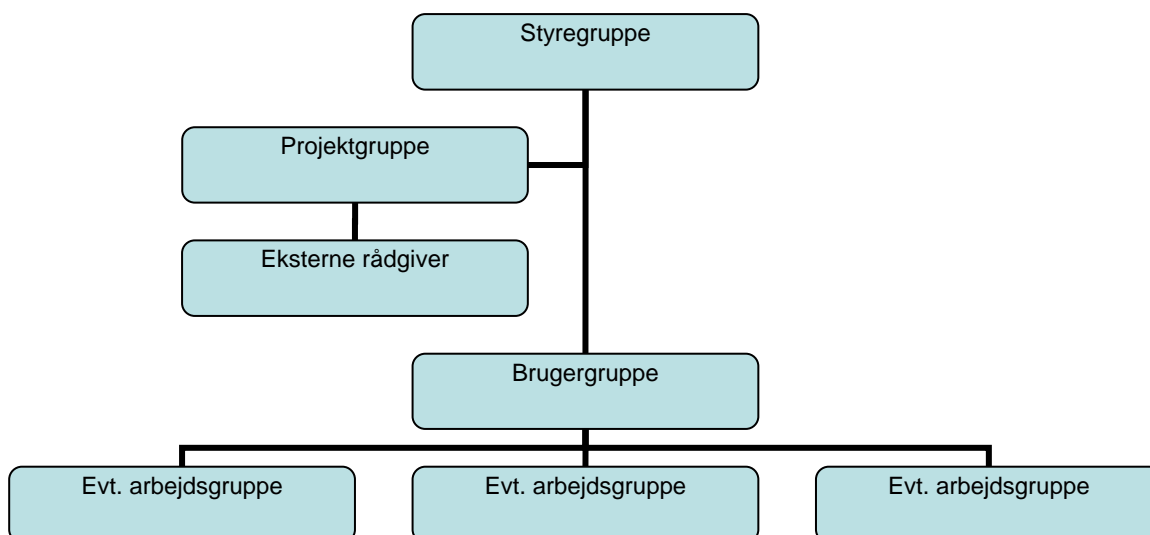 Styregruppe
Projektgruppe
Eksterne rådgiver
Brugergruppe
Evt. arbejdsgruppe
Evt. arbejdsgruppe
Evt. arbejdsgruppe